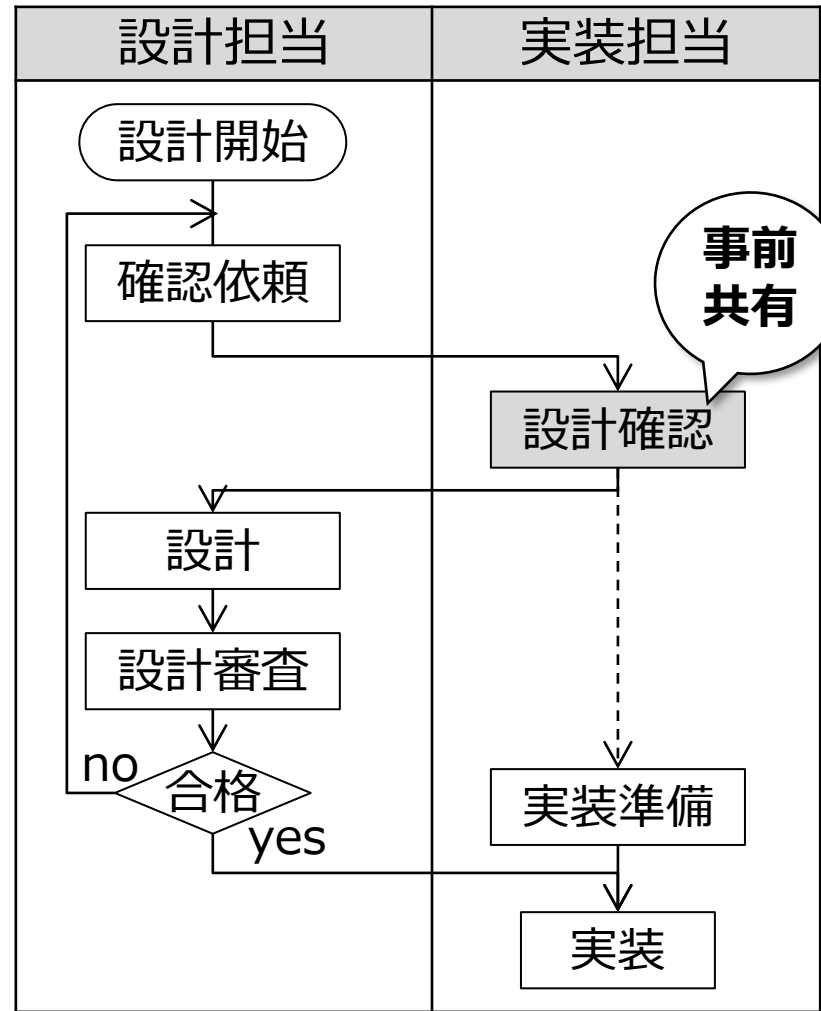 設計担当
実装担当
設計開始
確認依頼
事前
共有
設計確認
設計
設計審査
合格
no
yes
実装準備
実装